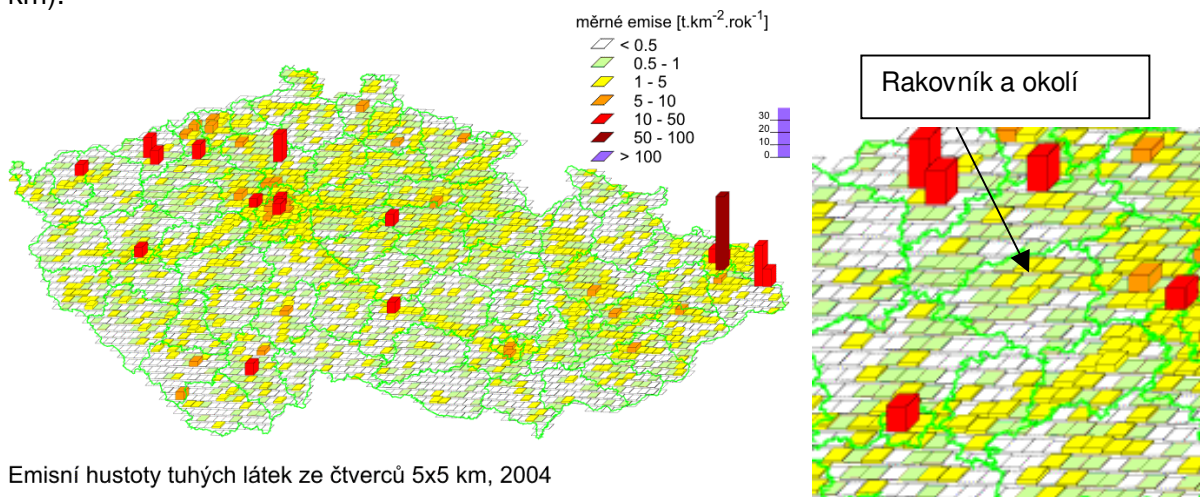 km).
měrné emise [t.km-2.rok-1]
< 0.5
0.5 - 1
1 - 5
5 - 10
10 - 50
50 - 100
> 100
30
20
10
0
Rakovník a okolí
Emisní hustoty tuhých látek ze čtverců 5x5 km, 2004